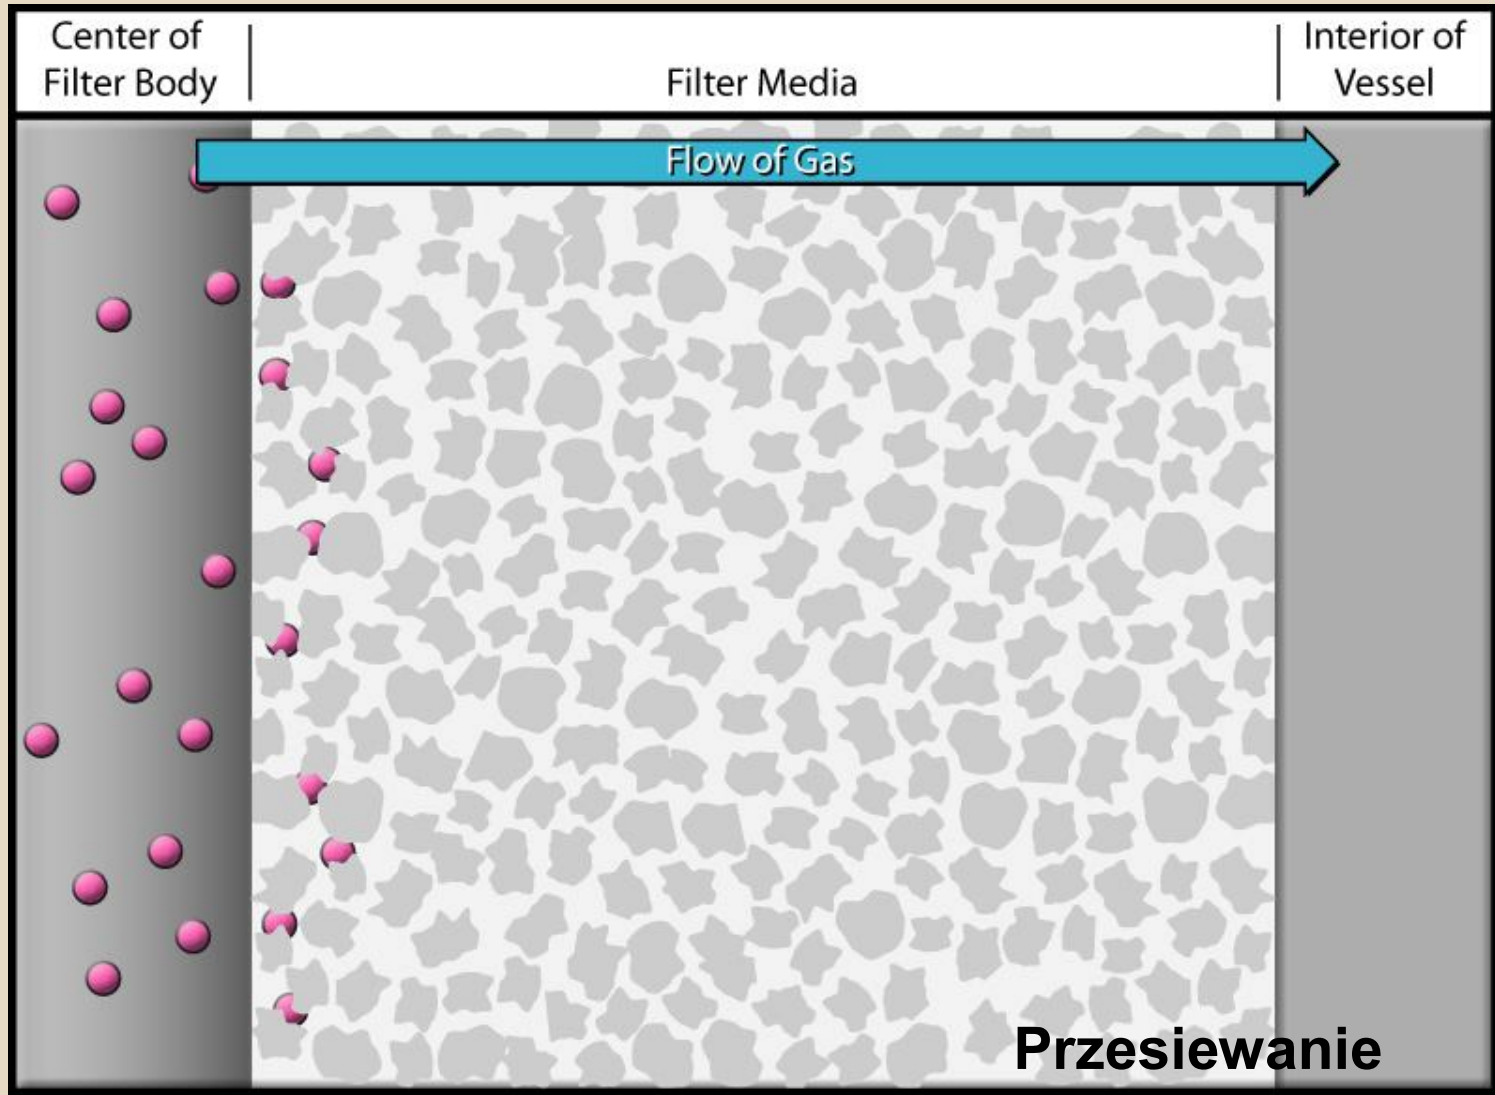 Center of
Filter Body
Filter Media
Interior of
Vessel
Flow of Gas
Przesiewanie